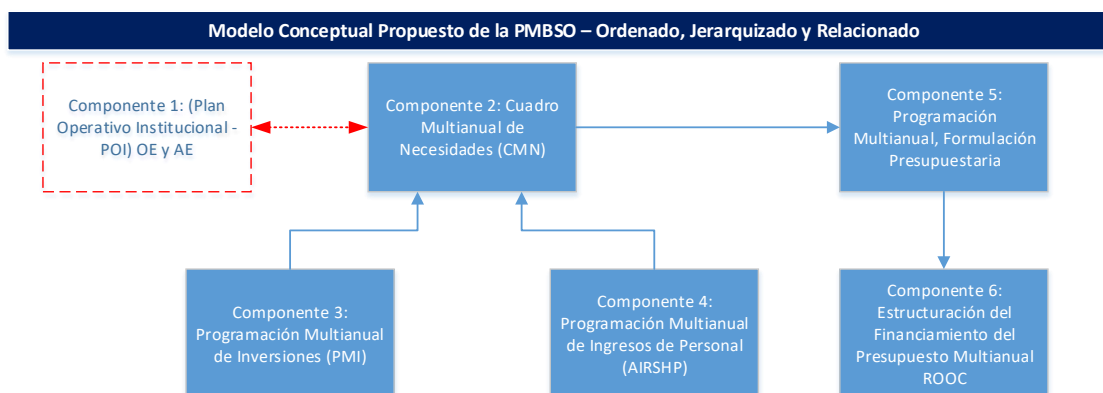 Modelo Conceptual Propuesto de la PMBSO – Ordenado, Jerarquizado y Relacionado
Componente 1: (Plan
Operativo Institucional -
POI) OE y AE
Componente 2: Cuadro
Multianual de
Necesidades (CMN)
Componente 5:
Programación
Multianual, Formulación
Presupuestaria
Componente 3:
Programación Multianual
de Inversiones (PMI)
Componente 4:
Programación Multianual
de Ingresos de Personal
(AIRSHP)
Componente 6:
Estructuración del
Financiamiento del
Presupuesto Multianual
ROOC